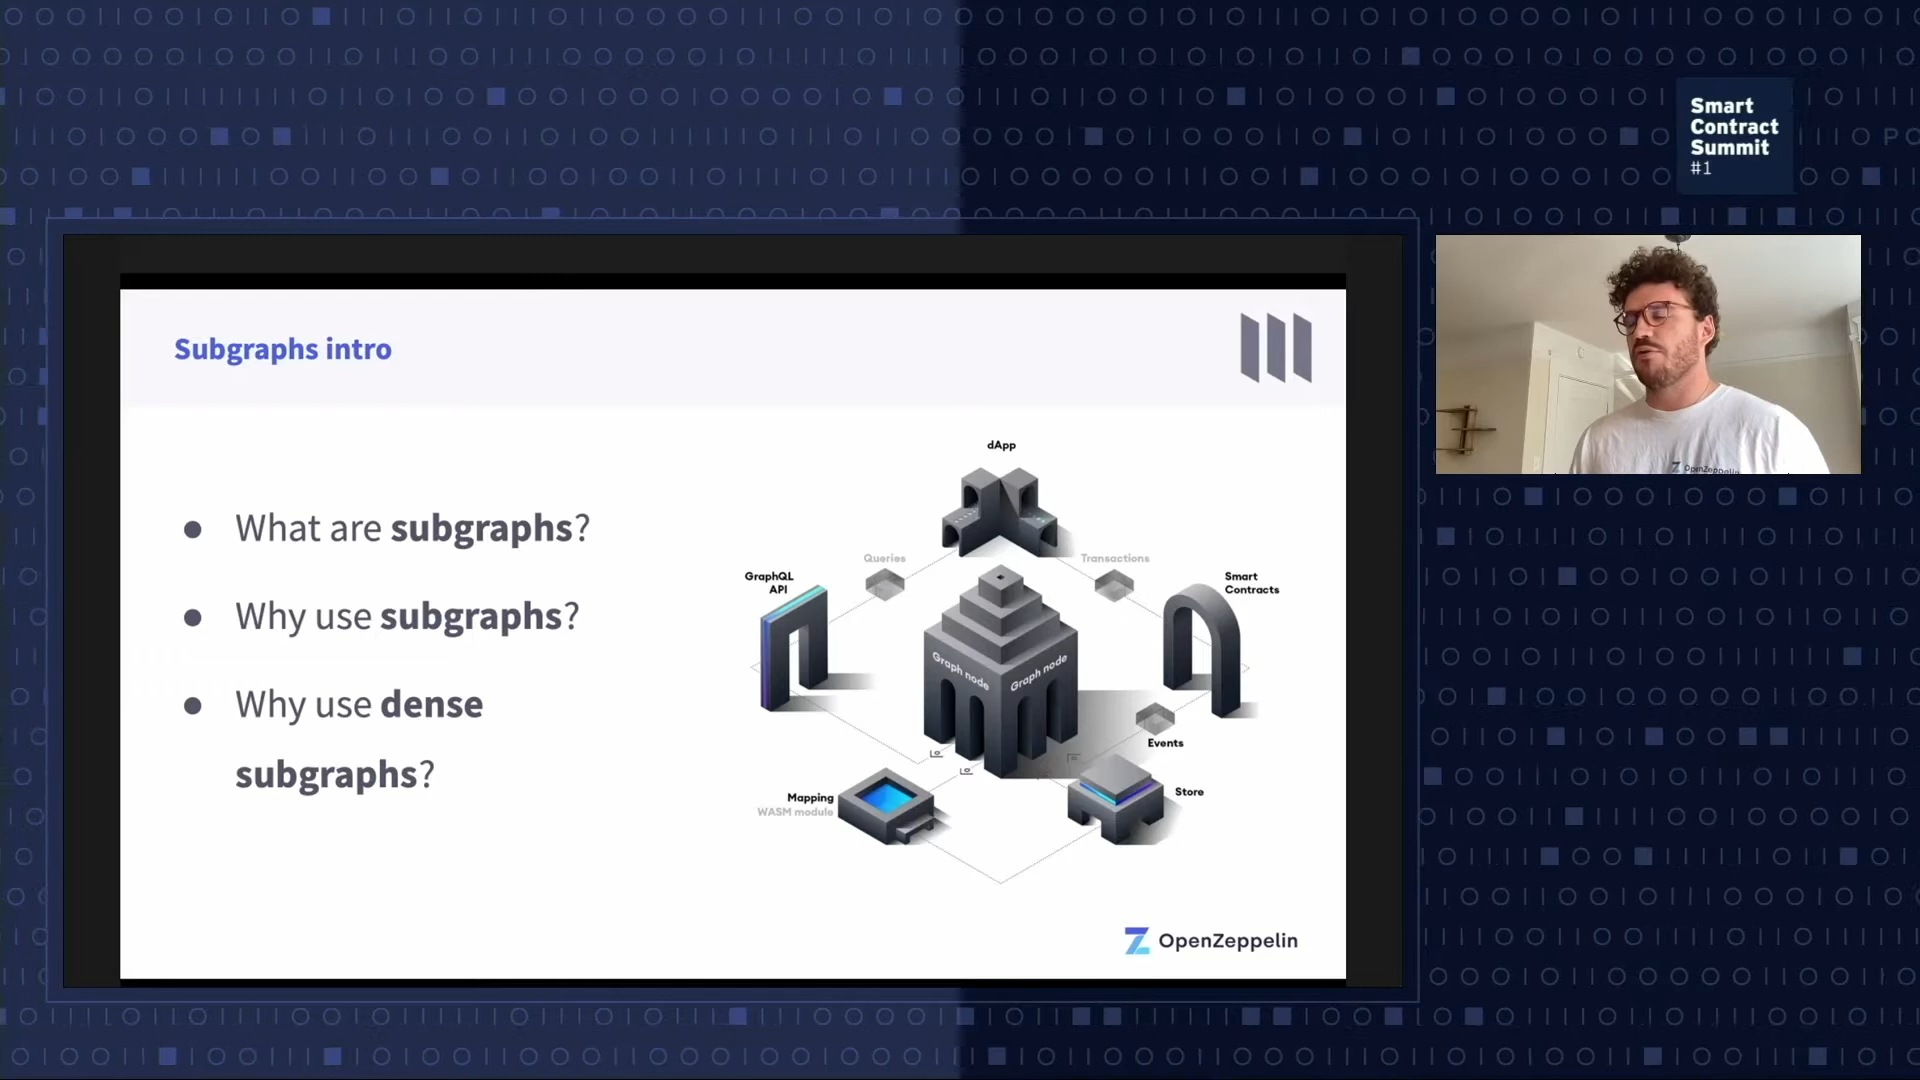 Smart
Contract
Summit
#1
Subgraphs intro
What are subgraphs?
Why use subgraphs?
Why use dense
subgraphs?
dApp
Queries
Transactions
GraphQL
API
Smart
Contracts
Graph node
Graph node
Events
Mapping
WASM module
Store
OpenZeppelin
OpenZeppelin